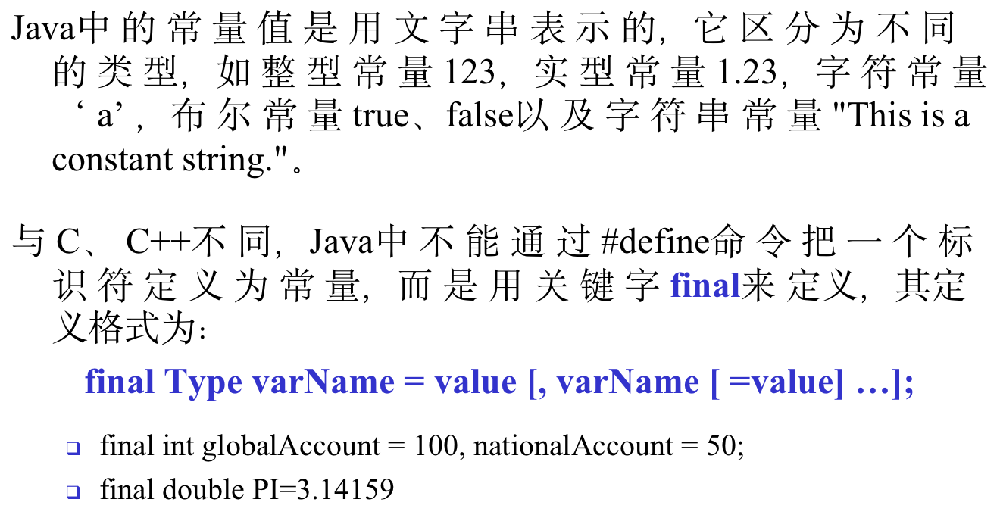 Java中的常量值是用文字串表示的，它区分为不同
的类型，如整型常量123，实型常量1.23，字符常量
‘a’，布尔常量true、false以及字符串常量"This is a
constant string."。
与C、C++不同，Java中不能通过#define命令把一个标
识符定义为常量，而是用关键字final来定义，其定
义格式为：
final Type varName = value [, varName [ =value] …];
❑ final int globalAccount = 100, nationalAccount = 50;
❑ final double PI=3.14159